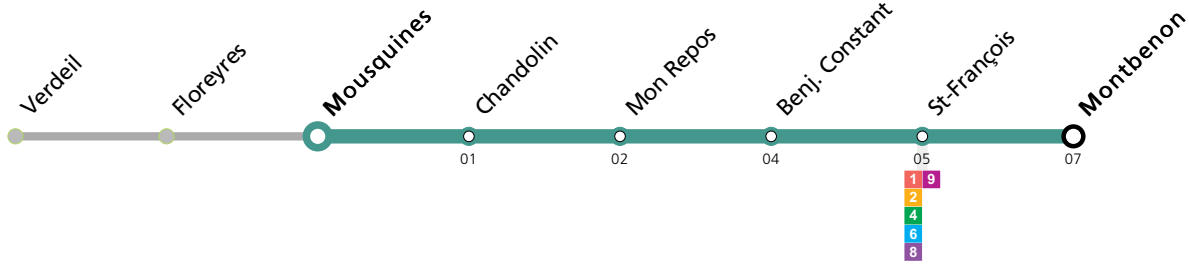 Verdeil
Floreyres
Mousquines
Chandolin
Mon Repos
Benj. Constant
St-François
Montbenon
01
02
04
05
07
1 9
2
4
6
8